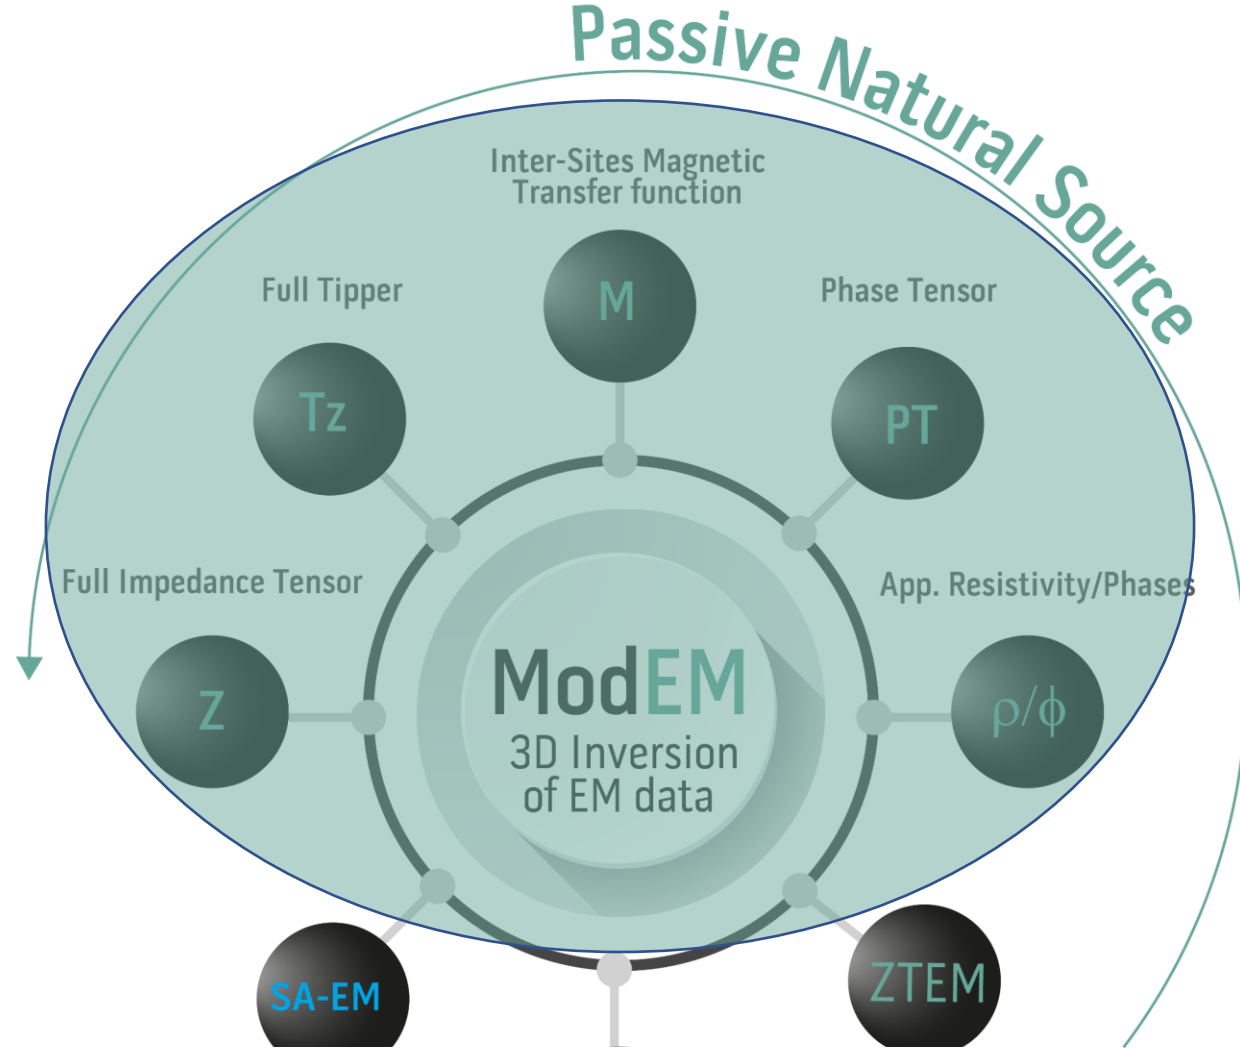 Passive Natural Source
Inter-Sites Magnetic
Transfer function
M
Full Tipper
Tz
Phase Tensor
PT
Full Impedance Tensor
Z
App. Resistivity/Phases
ρ/ϕ
ModEM
3D Inversion
of EM data
SA-EM
ZTEM